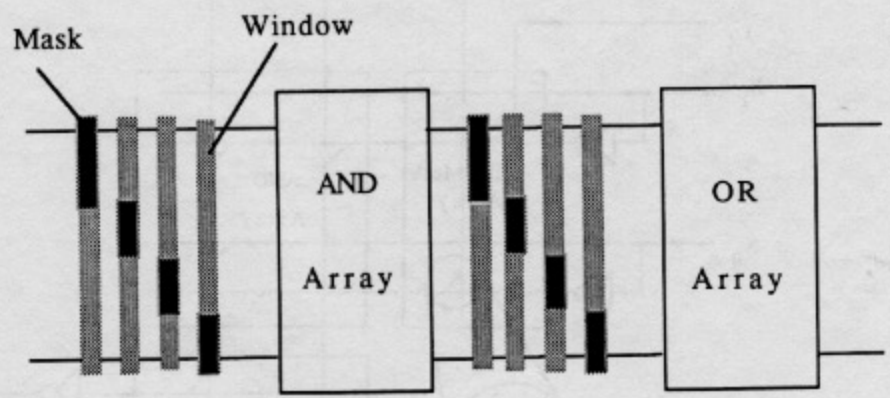 Mask
Window
AND
Array
OR
Array